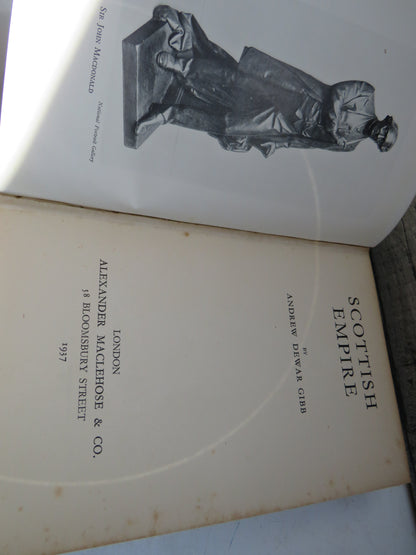 SIR JOHN MACDONALD
National Portrait Gallery
SCOTTISH
EMPIRE
BY
ANDREW DEWAR GIBB
LONDON
ALEXANDER MACLEHOSE & CO.
58 BLOOMSBURY STREET
1937